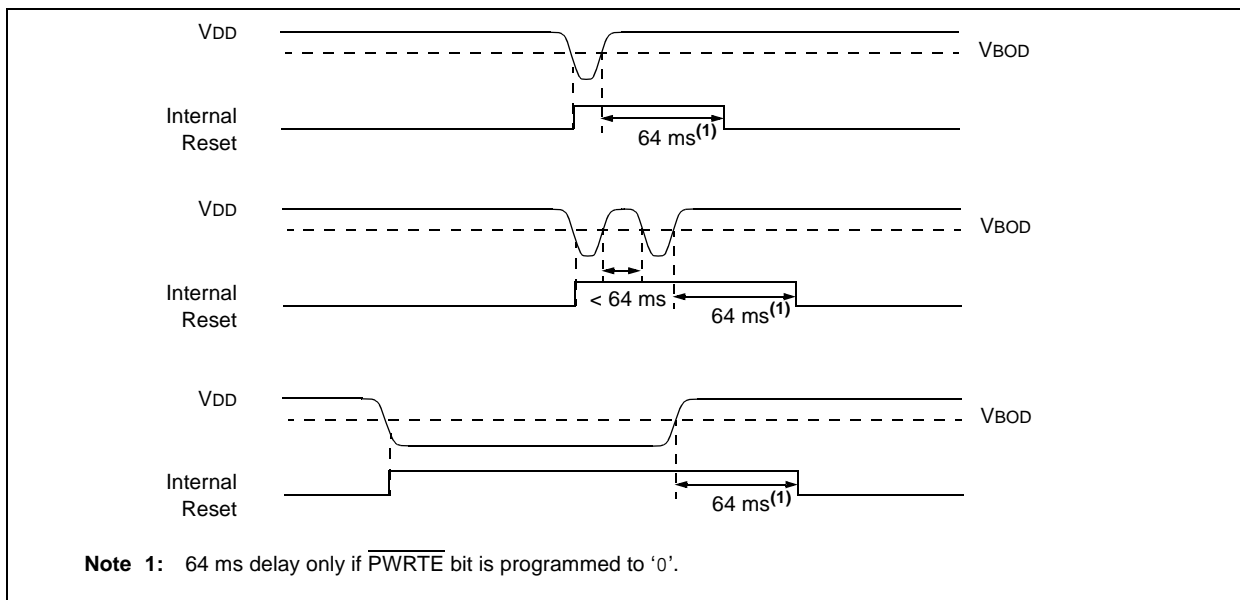 VDD
VBOD
Internal
Reset
64 ms(1)
VDD
VBOD
Internal
Reset
< 64 ms
64 ms(1)
VDD
VBOD
Internal
Reset
64 ms(1)
Note 1: 64 ms delay only if PWRTE bit is programmed to ‘0’.